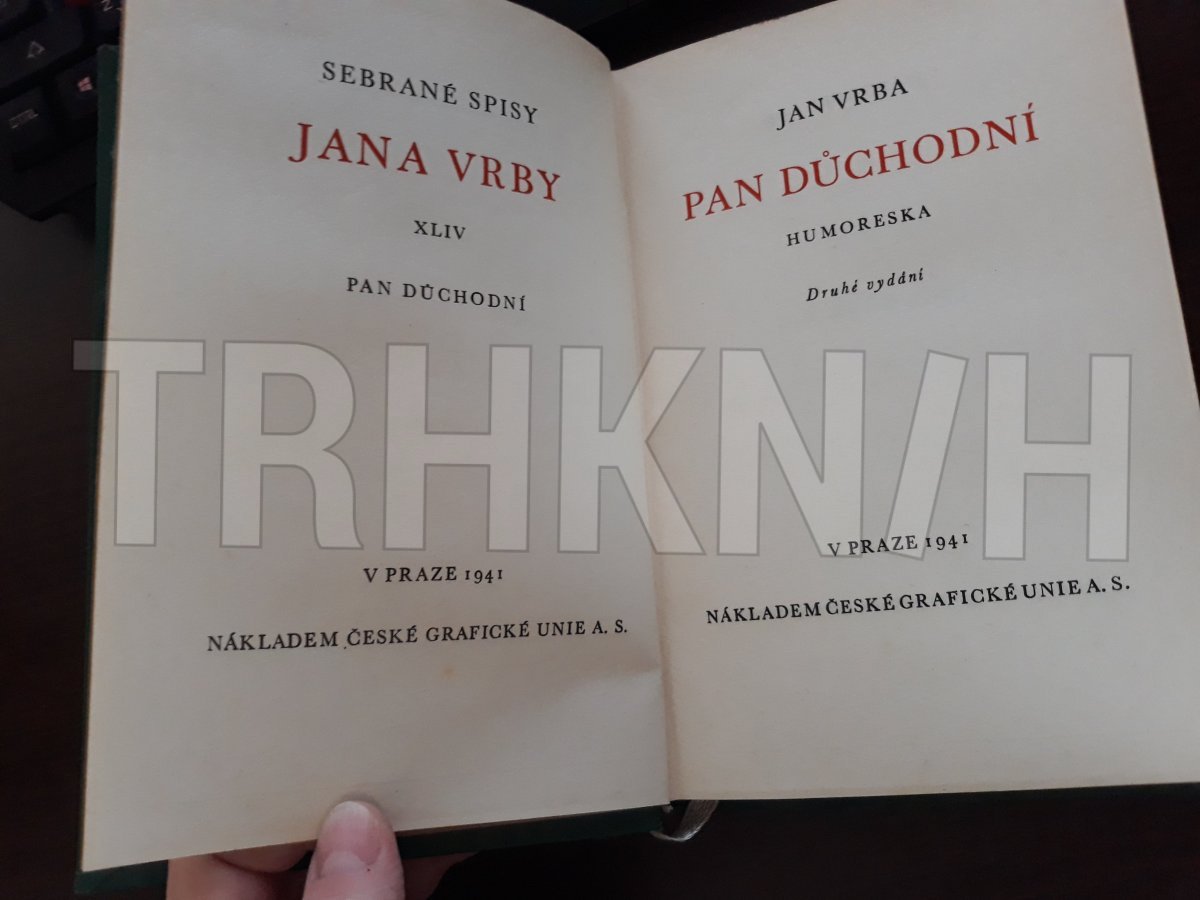 SEBRANÉ SPISY
JANA VRBY
XLIV
PAN DŮCHODNÍ
V PRAZE 1941
NÁKLADEM ČESKÉ GRAFICKÉ UNIE A. S.
JAN VRBA
PAN DŮCHODNÍ
HUMORESKA
Druhé vydání
V PRAZE 1941
NÁKLADEM ČESKÉ GRAFICKÉ UNIE A. S.
TRHKN/H